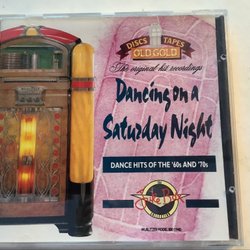 DISCS TAPES
OLD GOLD
The original hit recordings
Dancing on a
Saturday Night
DANCE HITS OF THE '60s AND '70s